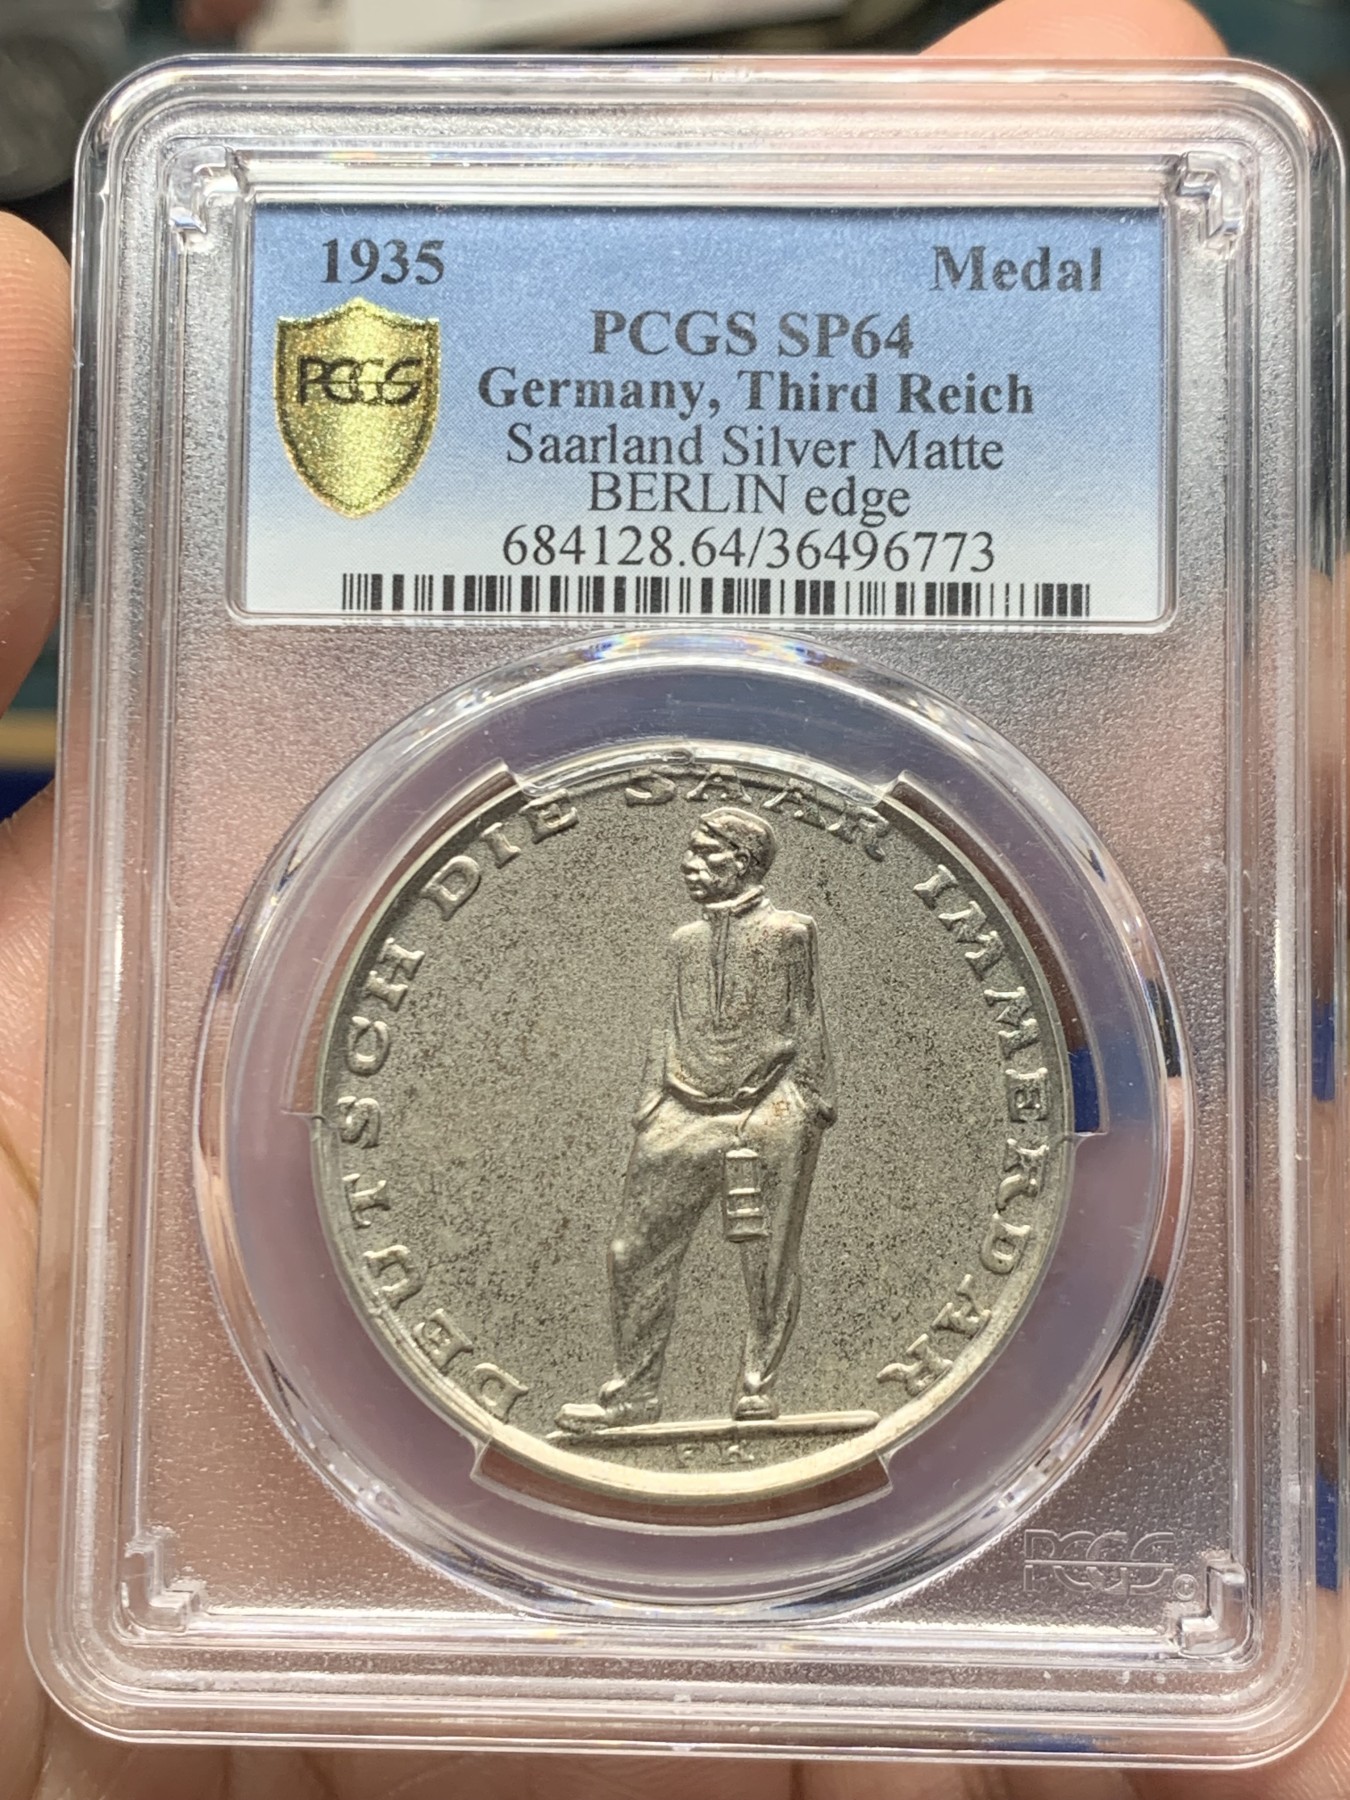 1935 Medal
PCGS SP64
PCGS
Germany, Third Reich
Saarland Silver Matte
BERLIN edge
684128.64/36496773
DEUTSCH DIE SAAR IMMERDAR
F K
PCGS ©